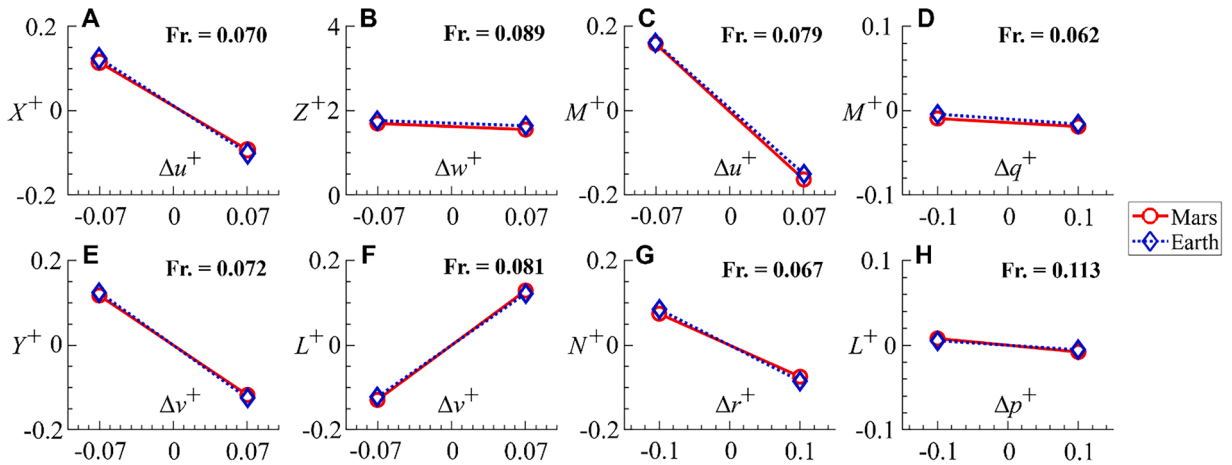 A
Fr. = 0.070
0.2
0
-0.2
X+
Δu+
-0.07 0 0.07
B
Fr. = 0.089
4
2
0
Z+
Δw+
-0.07 0 0.07
C
Fr. = 0.079
0.2
0
-0.2
M+
Δu+
-0.07 0 0.07
D
Fr. = 0.062
0.1
0
-0.1
M+
Δq+
-0.1 0 0.1
Mars
Earth
E
Fr. = 0.072
0.2
0
-0.2
Y+
Δv+
-0.07 0 0.07
F
Fr. = 0.081
0.2
0
-0.2
L+
Δv+
-0.07 0 0.07
G
Fr. = 0.067
0.2
0
-0.2
N+
Δr+
-0.1 0 0.1
H
Fr. = 0.113
0.1
0
-0.1
L+
Δp+
-0.1 0 0.1